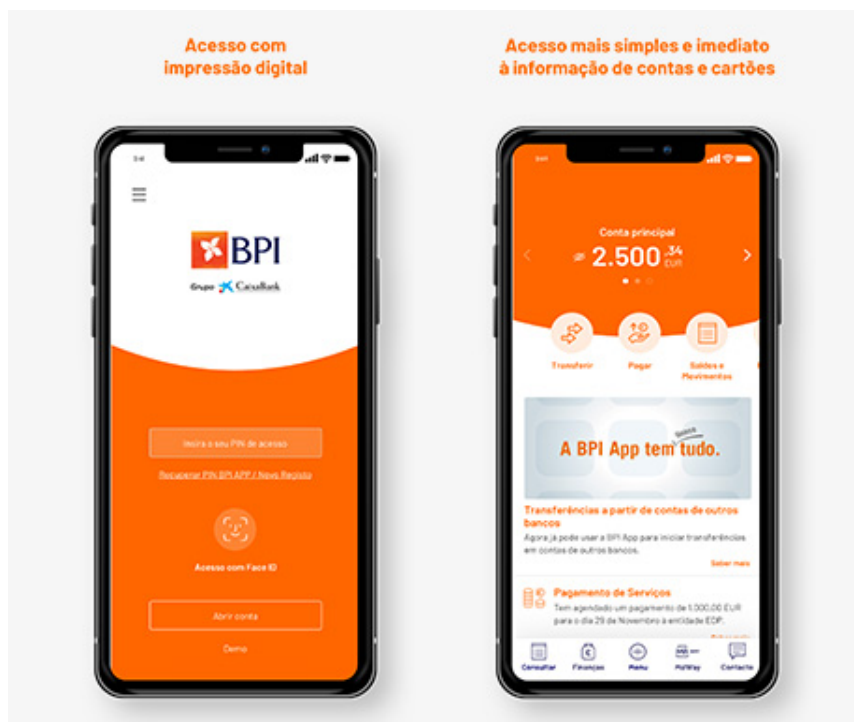 Acesso com
impressão digital
Acesso mais simples e imediato
à informação de contas e cartões
BPI
Grupo CaixaBank
Insira o seu PIN de acesso
Recuperar PIN BPI APP / Novo Registo
Acesso com Face ID
Abrir conta
Demo
Conta principal
2.500 ,34
EUR
Transferir
Pagar
Saldos e
Movimentos
A BPI App tem tudo.
Transferências a partir de contas de outros
bancos
Agora já pode usar a BPI App para iniciar transferências
em contas de outros bancos.
Saber mais
Pagamento de Serviços
Tem agendado um pagamento de 1.000,00 EUR
para o dia 29 de Novembro à entidade EDP.
Consultar
Finanças
Menu
Contacto